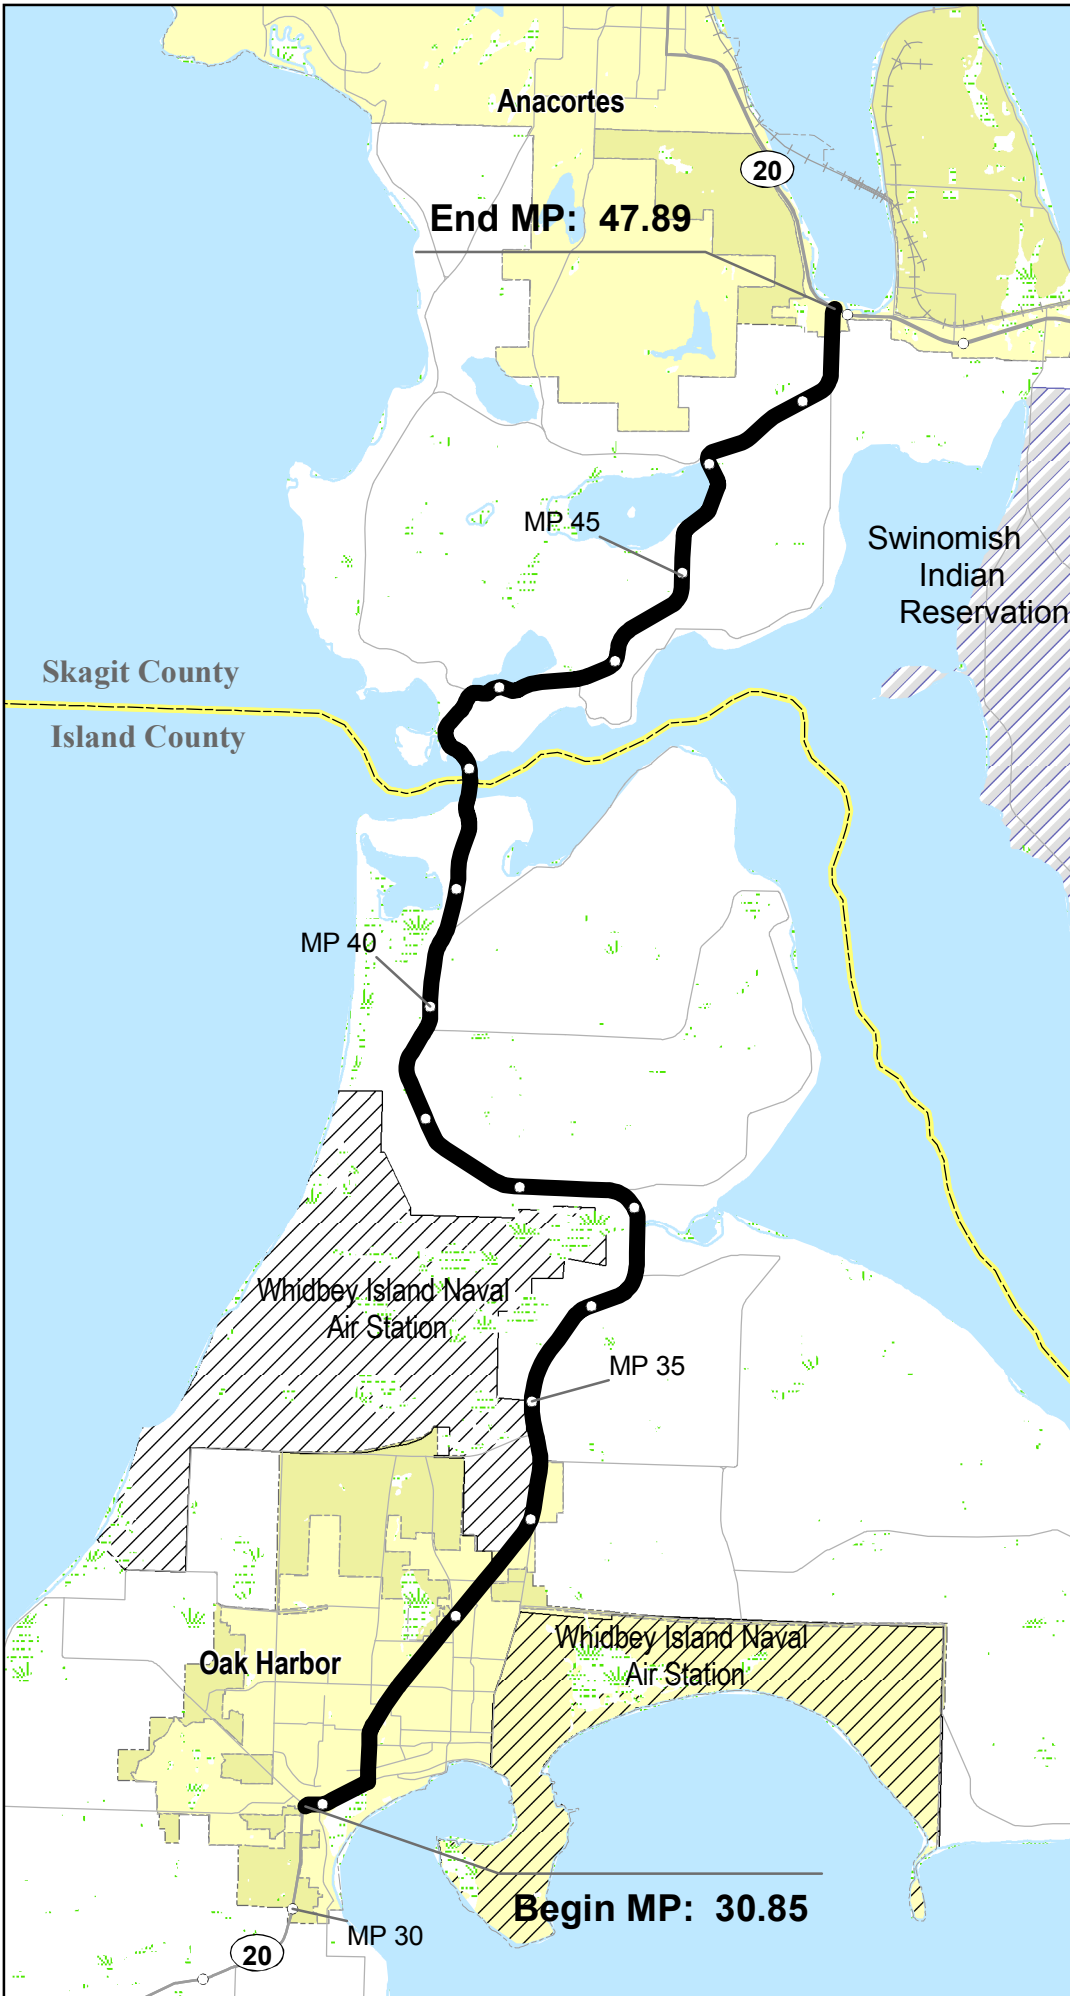 Anacortes
20
End MP: 47.89
MP 45
Swinomish
Indian
Reservation
Skagit County
Island County
MP 40
Whidbey Island Naval
Air Station
MP 35
Whidbey Island Naval
Air Station
Oak Harbor
Begin MP: 30.85
MP 30
20